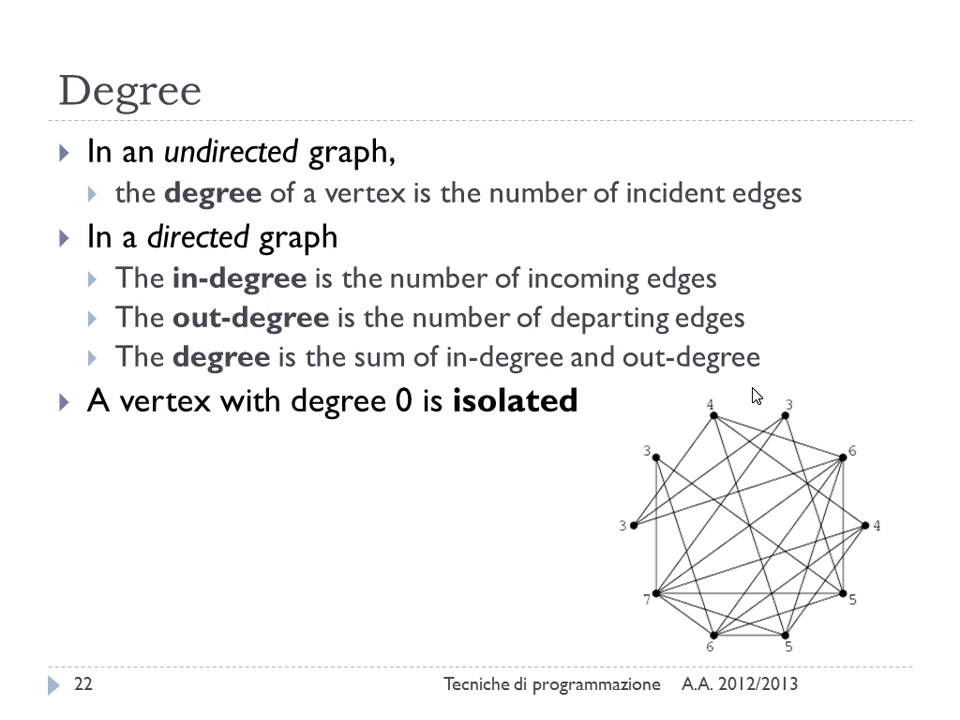 Degree
In an undirected graph,
the degree of a vertex is the number of incident edges
In a directed graph
The in-degree is the number of incoming edges
The out-degree is the number of departing edges
The degree is the sum of in-degree and out-degree
A vertex with degree 0 is isolated
4 3
3 6
3 4
7 5
6 5
22 Tecniche di programmazione A.A. 2012/2013